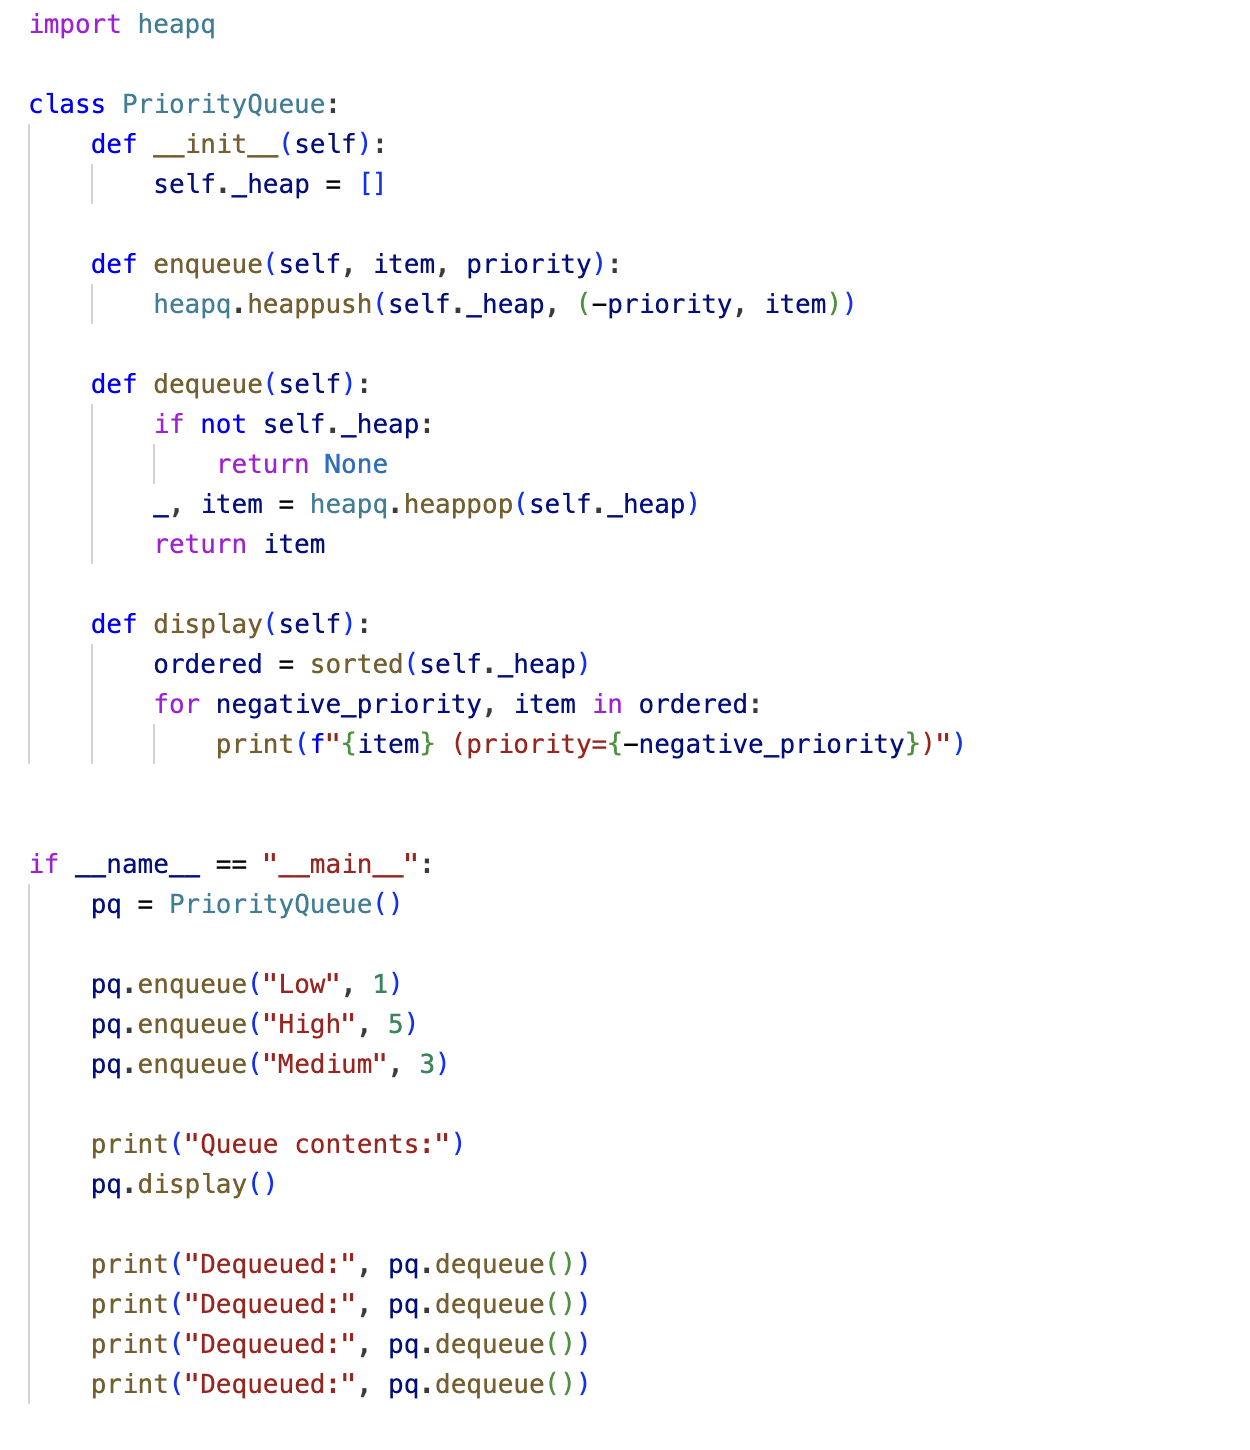 import heapq

class PriorityQueue:
    def __init__(self):
        self._heap = []

    def enqueue(self, item, priority):
        heapq.heappush(self._heap, (-priority, item))

    def dequeue(self):
        if not self._heap:
            return None
        _, item = heapq.heappop(self._heap)
        return item

    def display(self):
        ordered = sorted(self._heap)
        for negative_priority, item in ordered:
            print(f"{item} (priority={-negative_priority})")


if __name__ == "__main__":
    pq = PriorityQueue()

    pq.enqueue("Low", 1)
    pq.enqueue("High", 5)
    pq.enqueue("Medium", 3)

    print("Queue contents:")
    pq.display()

    print("Dequeued:", pq.dequeue())
    print("Dequeued:", pq.dequeue())
    print("Dequeued:", pq.dequeue())
    print("Dequeued:", pq.dequeue())